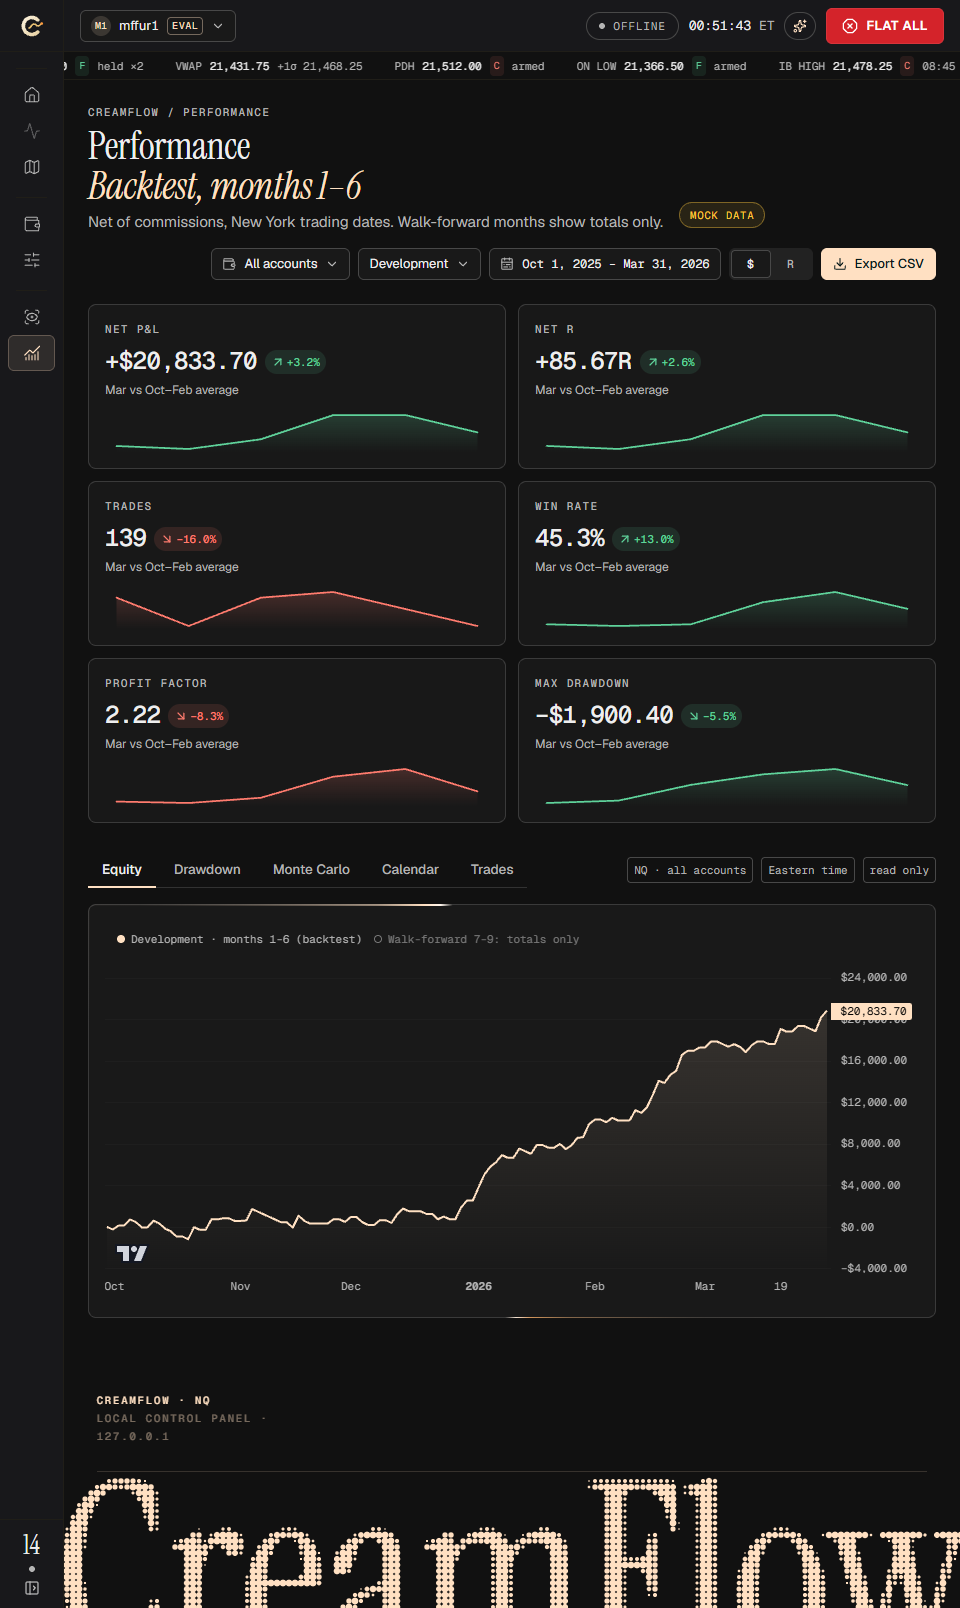 M1 mffur1 EVAL
OFFLINE 00:51:43 ET FLAT ALL
F held ×2 VWAP 21,431.75 +1σ 21,468.25 PDH 21,512.00 C armed ON LOW 21,366.50 F armed IB HIGH 21,478.25 C 08:45
CREAMFLOW / PERFORMANCE
Performance
Backtest, months 1–6
Net of commissions, New York trading dates. Walk-forward months show totals only. MOCK DATA
All accounts Development Oct 1, 2025 – Mar 31, 2026 $ R Export CSV
NET P&L
+$20,833.70 +3.2%
Mar vs Oct–Feb average
NET R
+85.67R +2.6%
Mar vs Oct–Feb average
TRADES
139 −16.0%
Mar vs Oct–Feb average
WIN RATE
45.3% +13.0%
Mar vs Oct–Feb average
PROFIT FACTOR
2.22 −8.3%
Mar vs Oct–Feb average
MAX DRAWDOWN
−$1,900.40 −5.5%
Mar vs Oct–Feb average
Equity Drawdown Monte Carlo Calendar Trades
NQ · all accounts Eastern time read only
Development · months 1–6 (backtest) Walk-forward 7–9: totals only
$24,000.00
$20,833.70
$16,000.00
$12,000.00
$8,000.00
$4,000.00
$0.00
−$4,000.00
Oct Nov Dec 2026 Feb Mar 19
CREAMFLOW · NQ
LOCAL CONTROL PANEL ·
127.0.0.1
CreamFlow
14